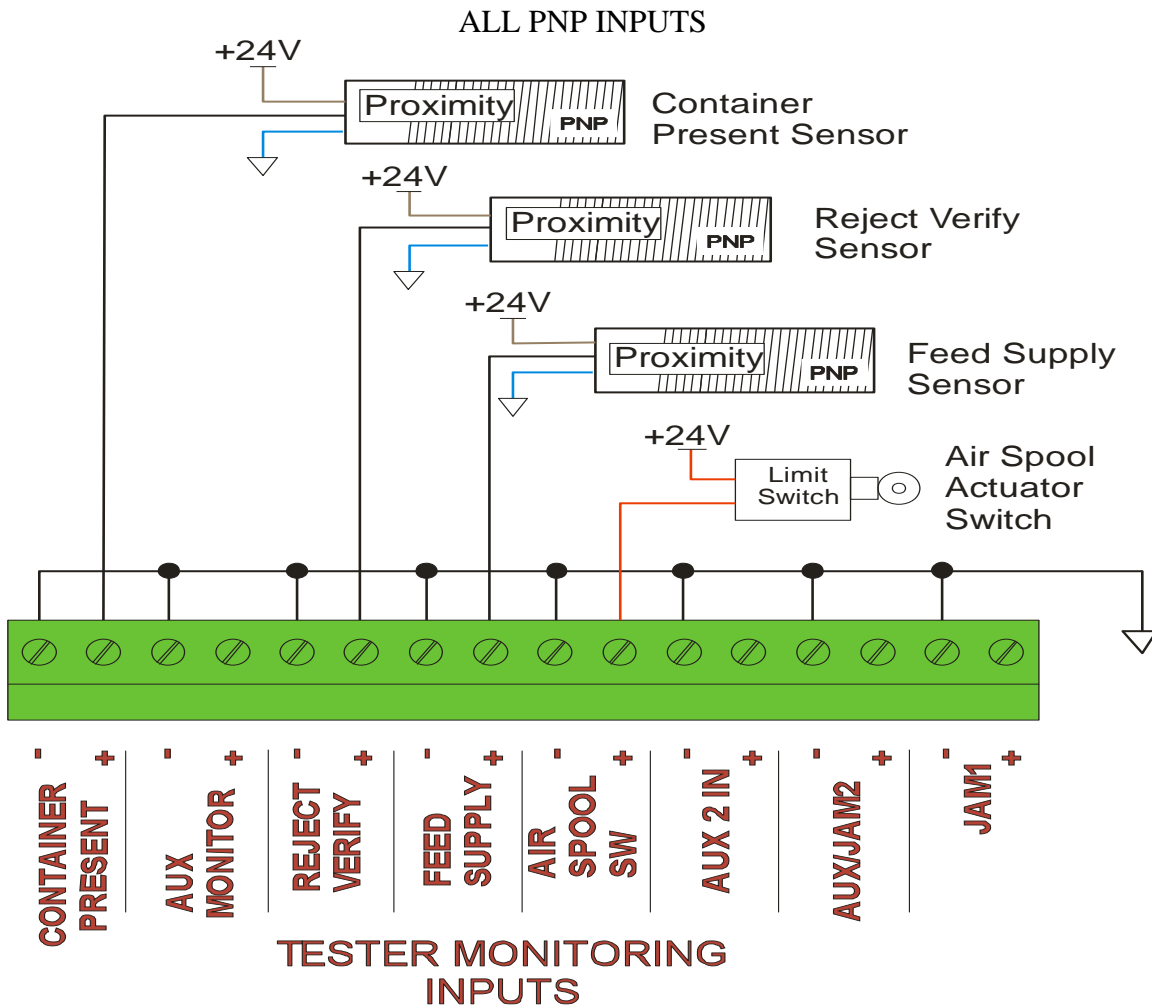 ALL PNP INPUTS
+24V
Proximity
PNP
Container
Present Sensor
+24V
Proximity
PNP
Reject Verify
Sensor
+24V
Proximity
PNP
Feed Supply
Sensor
+24V
Limit
Switch
Air Spool
Actuator
Switch
- + - + - + - + - + - + - + - +
CONTAINER
PRESENT
AUX
MONITOR
REJECT
VERIFY
FEED
SUPPLY
AIR
SPOOL
SW
AUX 2 IN
AUX/JAM2
JAM1
TESTER MONITORING
INPUTS